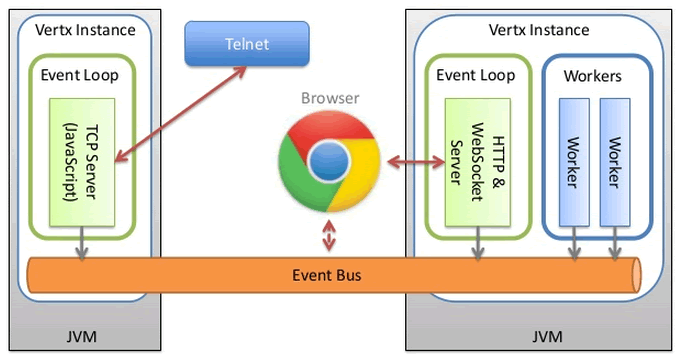 Vertx Instance
Event Loop
TCP Server
(JavaScript)
JVM
Telnet
Browser
Vertx Instance
Event Loop
HTTP &
WebSocket
Server
Workers
Worker
Worker
Event Bus
JVM